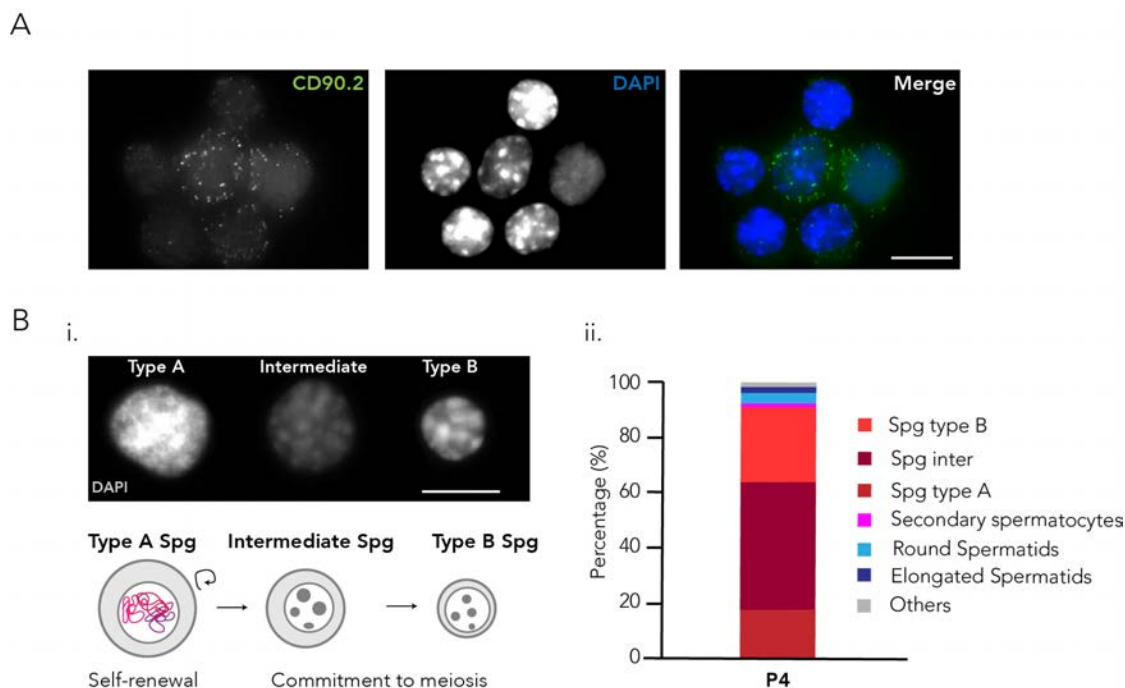 A
CD90.2
DAPI
Merge
B
i.
Type A
Intermediate
Type B
DAPI
Type A Spg
Intermediate Spg
Type B Spg
Self-renewal
Commitment to meiosis
ii.
Percentage (%)
100
80
60
40
20
0
P4
Spg type B
Spg inter
Spg type A
Secondary spermatocytes
Round Spermatids
Elongated Spermatids
Others